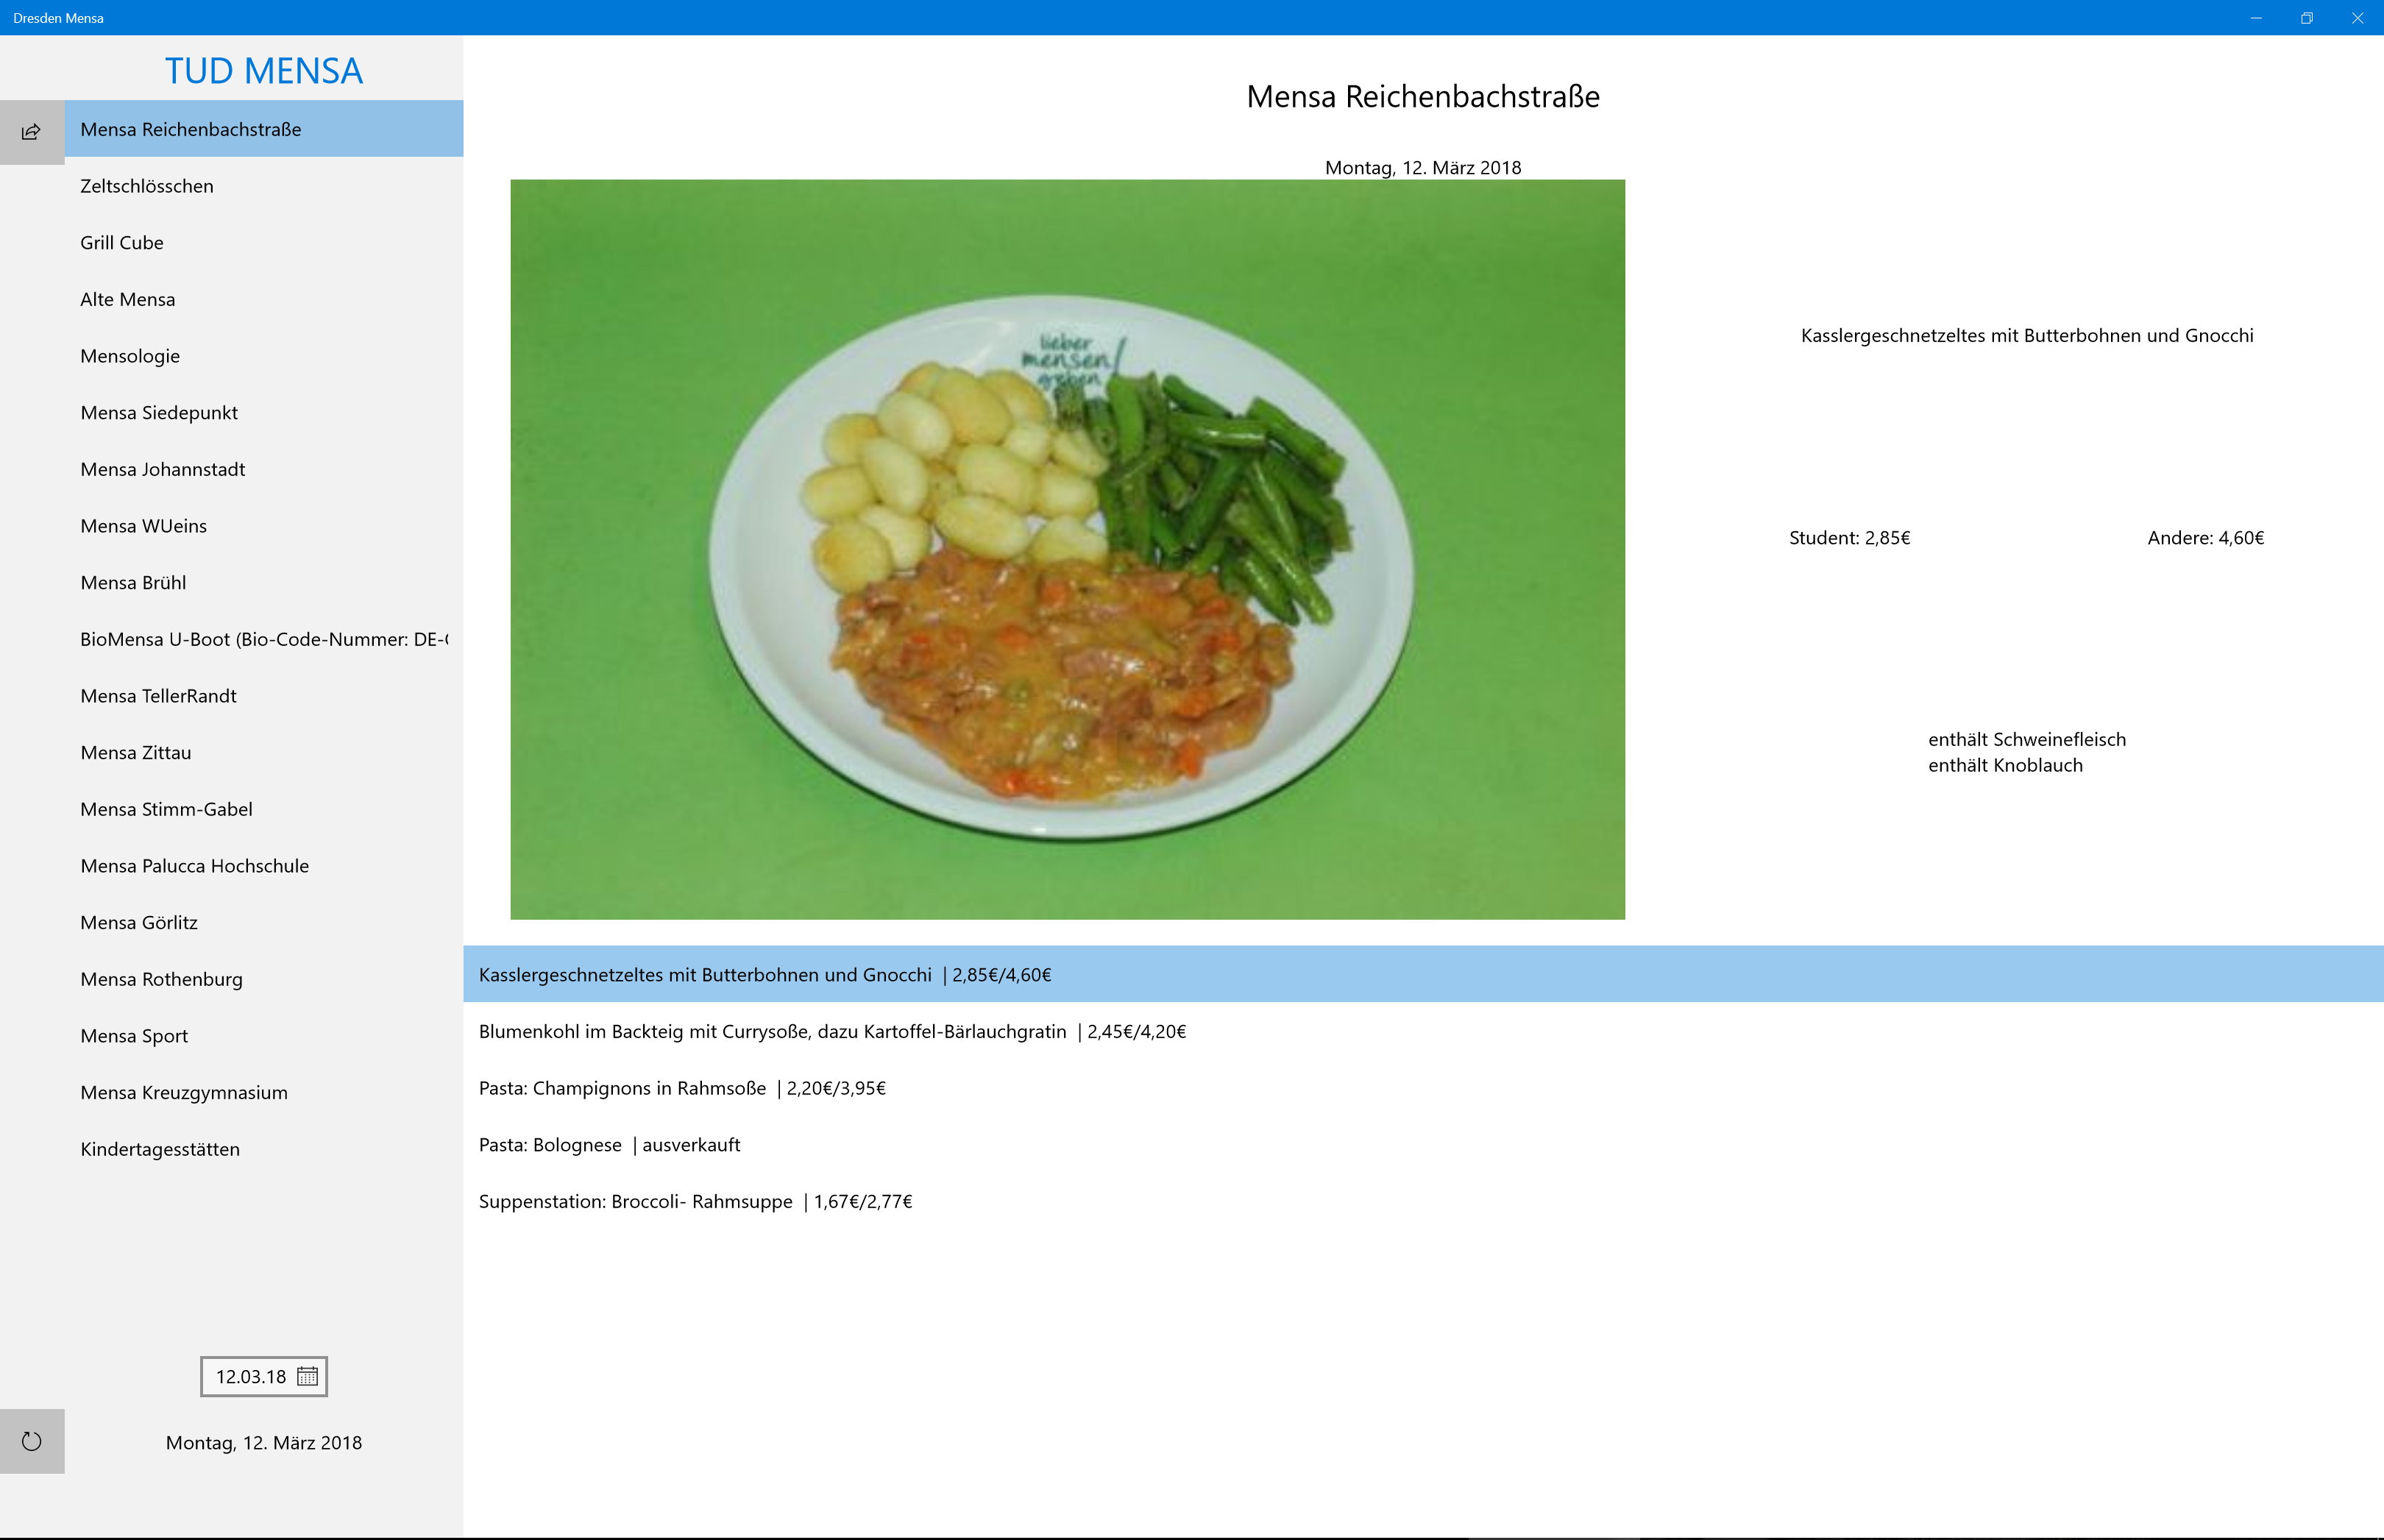 Dresden Mensa
TUD MENSA
Mensa Reichenbachstraße
Zeltschlösschen
Grill Cube
Alte Mensa
Mensologie
Mensa Siedepunkt
Mensa Johannstadt
Mensa WUeins
Mensa Brühl
BioMensa U-Boot (Bio-Code-Nummer: DE-
Mensa TellerRandt
Mensa Zittau
Mensa Stimm-Gabel
Mensa Palucca Hochschule
Mensa Görlitz
Mensa Rothenburg
Mensa Sport
Mensa Kreuzgymnasium
Kindertagesstätten
12.03.18
Montag, 12. März 2018
Mensa Reichenbachstraße
Montag, 12. März 2018
lieber
mensen
gehen!
Kasslergeschnetzeltes mit Butterbohnen und Gnocchi
Student: 2,85€ Andere: 4,60€
enthält Schweinefleisch
enthält Knoblauch
Kasslergeschnetzeltes mit Butterbohnen und Gnocchi | 2,85€/4,60€
Blumenkohl im Backteig mit Currysoße, dazu Kartoffel-Bärlauchgratin | 2,45€/4,20€
Pasta: Champignons in Rahmsoße | 2,20€/3,95€
Pasta: Bolognese | ausverkauft
Suppenstation: Broccoli- Rahmsuppe | 1,67€/2,77€